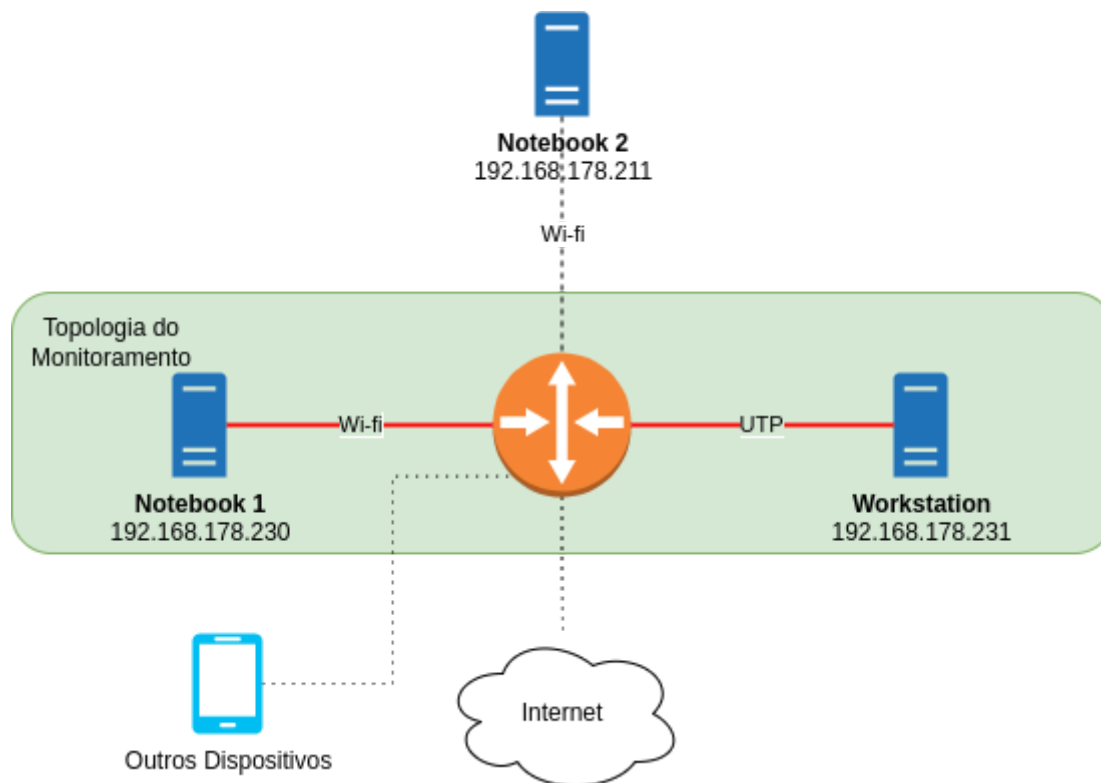 Notebook 2
192.168.178.211
Wi-fi
Topologia do
Monitoramento
Wi-fi
UTP
Notebook 1
192.168.178.230
Workstation
192.168.178.231
Internet
Outros Dispositivos